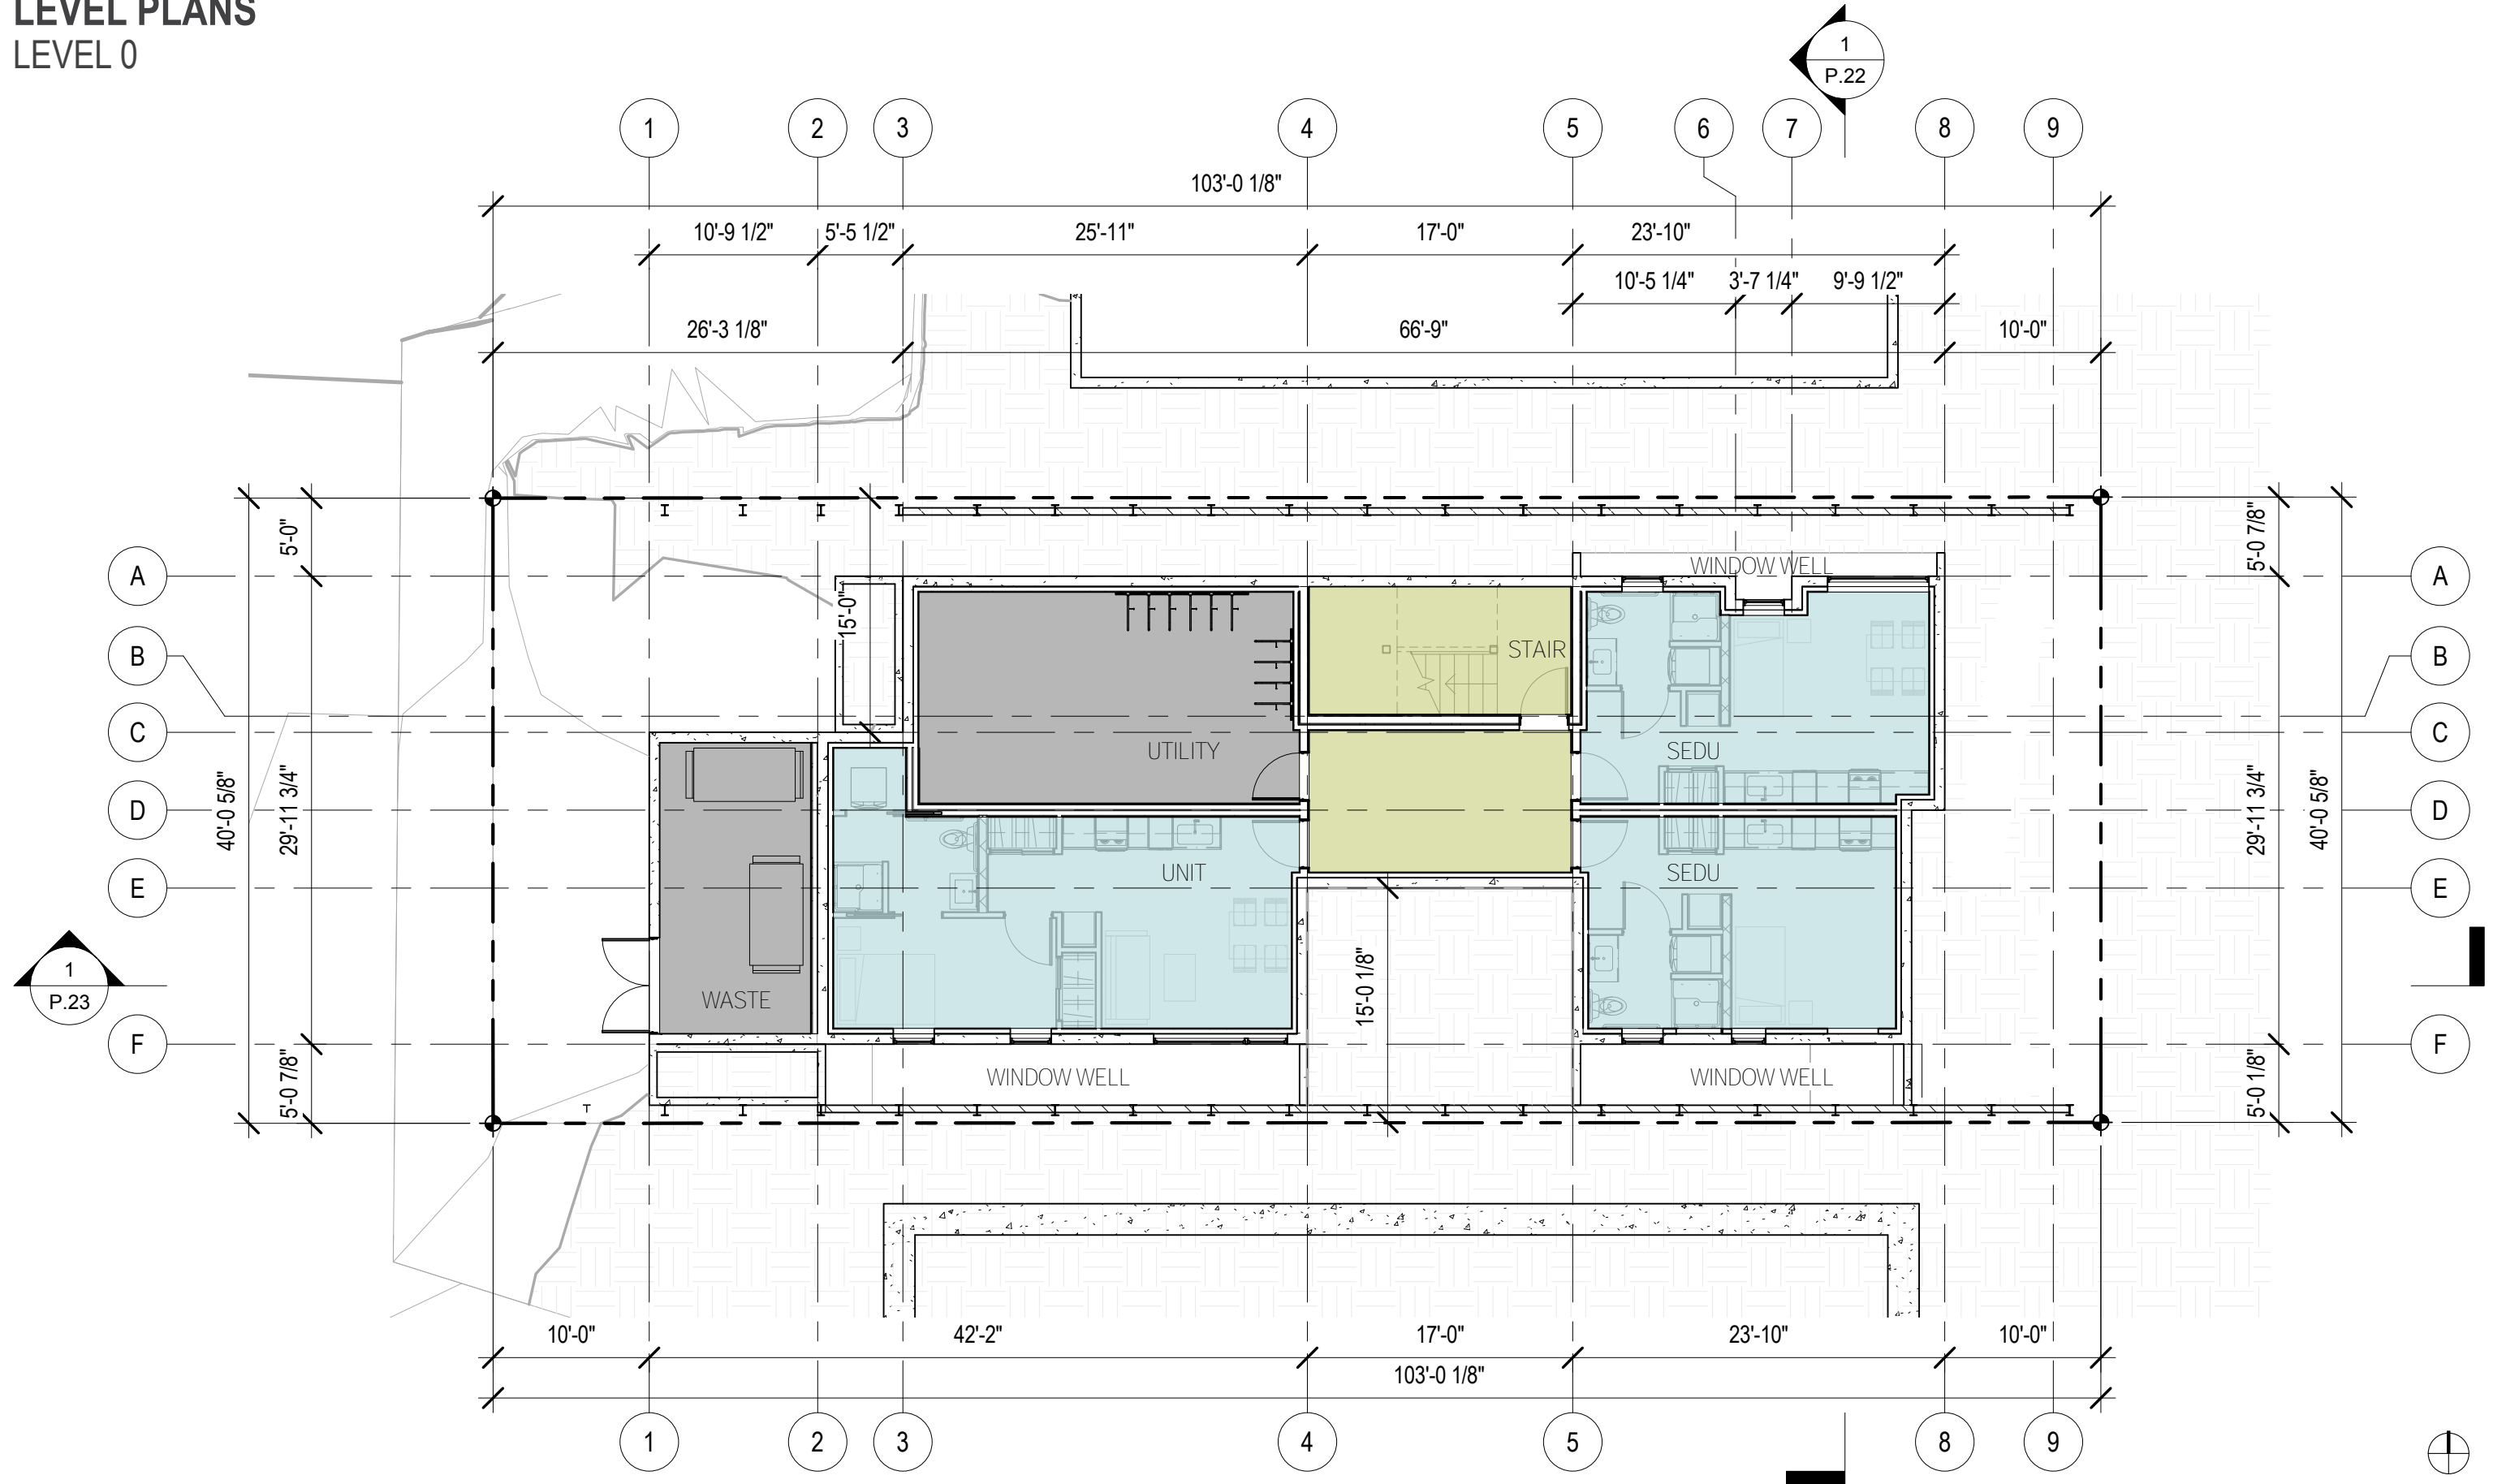 LEVEL PLANS
LEVEL 0
1
P.22
1 2 3 4 5 6 7 8 9
103'-0 1/8"
10'-9 1/2" 5'-5 1/2" 25'-11" 17'-0" 23'-10"
10'-5 1/4" 3'-7 1/4" 9'-9 1/2"
26'-3 1/8" 66'-9" 10'-0"
5'-0"
5'-0 7/8"
A
A
WINDOW WELL
15'-0"
B
B
STAIR
C
C
UTILITY
SEDU
40'-0 5/8"
29'-11 3/4"
29'-11 3/4"
40'-0 5/8"
D
D
UNIT
SEDU
E
E
1
P.23
WASTE
15'-0 1/8"
F
F
5'-0 7/8"
WINDOW WELL
WINDOW WELL
5'-0 1/8"
10'-0" 42'-2" 17'-0" 23'-10" 10'-0"
103'-0 1/8"
1 2 3 4 5 8 9